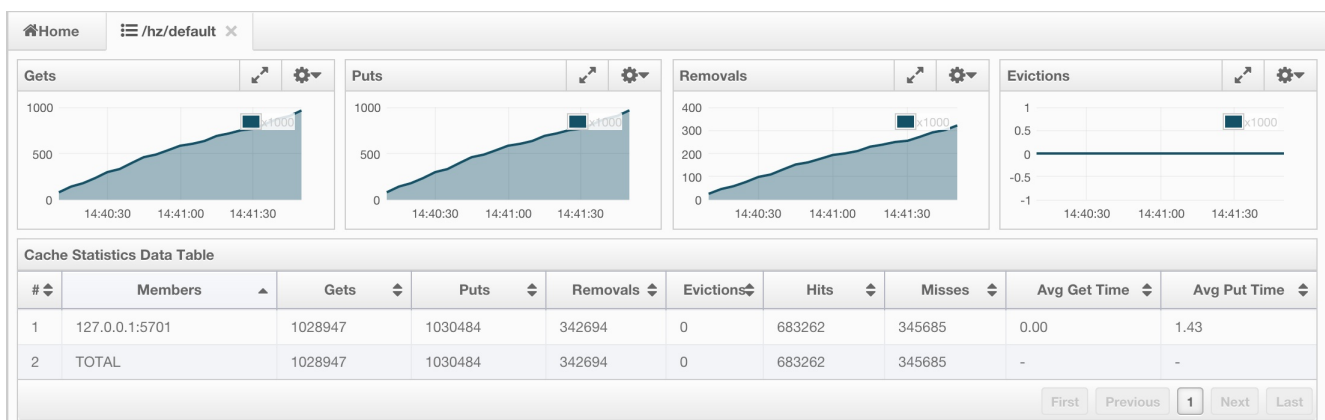 Home /hz/default
Gets Puts Removals Evictions
1000
500
0
x1000
14:40:30 14:41:00 14:41:30
1000
500
0
x1000
14:40:30 14:41:00 14:41:30
400
300
200
100
0
x1000
14:40:30 14:41:00 14:41:30
1
0.5
0
-0.5
-1
x1000
14:40:30 14:41:00 14:41:30
Cache Statistics Data Table
# Members Gets Puts Removals Evictions Hits Misses Avg Get Time Avg Put Time
1 127.0.0.1:5701 1028947 1030484 342694 0 683262 345685 0.00 1.43
2 TOTAL 1028947 1030484 342694 0 683262 345685 - -
First Previous 1 Next Last